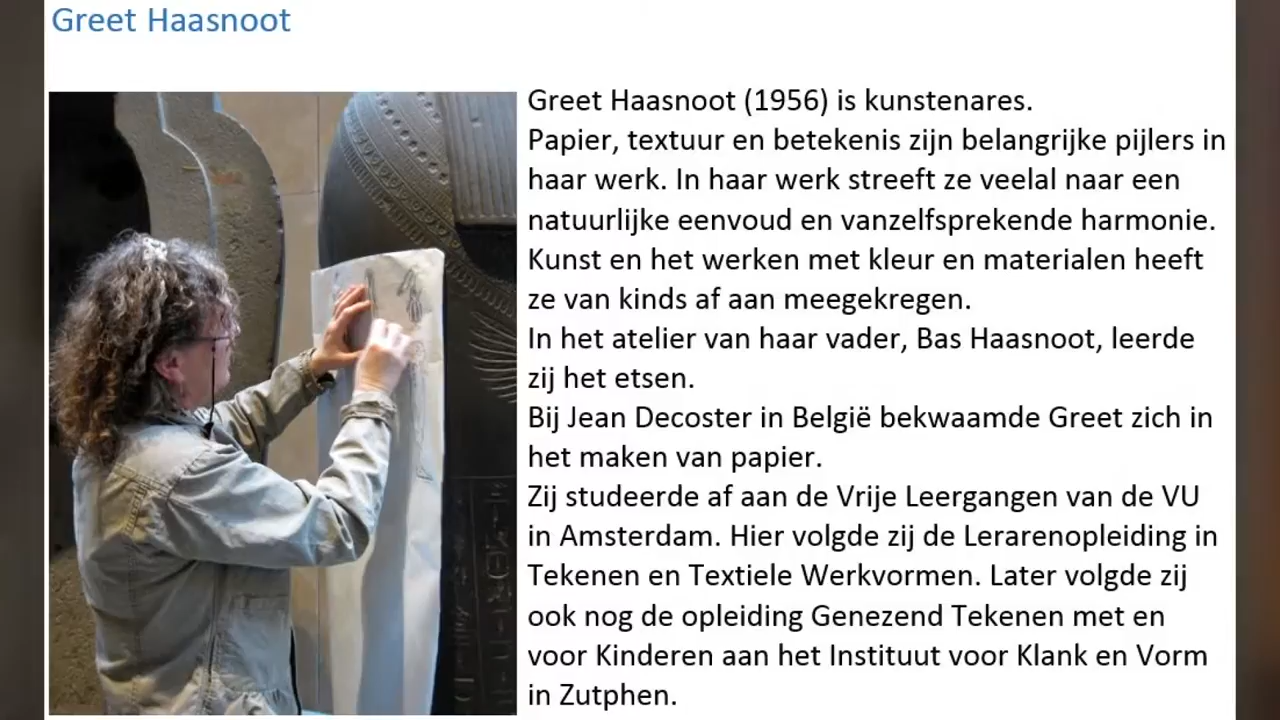 Greet Haasnoot
Greet Haasnoot (1956) is kunstenares.
Papier, textuur en betekenis zijn belangrijke pijlers in
haar werk. In haar werk streeft ze veelal naar een
natuurlijke eenvoud en vanzelfsprekende harmonie.
Kunst en het werken met kleur en materialen heeft
ze van kinds af aan meegekregen.
In het atelier van haar vader, Bas Haasnoot, leerde
zij het etsen.
Bij Jean Decoster in België bekwaamde Greet zich in
het maken van papier.
Zij studeerde af aan de Vrije Leergangen van de VU
in Amsterdam. Hier volgde zij de Lerarenopleiding in
Tekenen en Textiele Werkvormen. Later volgde zij
ook nog de opleiding Genezend Tekenen met en
voor Kinderen aan het Instituut voor Klank en Vorm
in Zutphen.